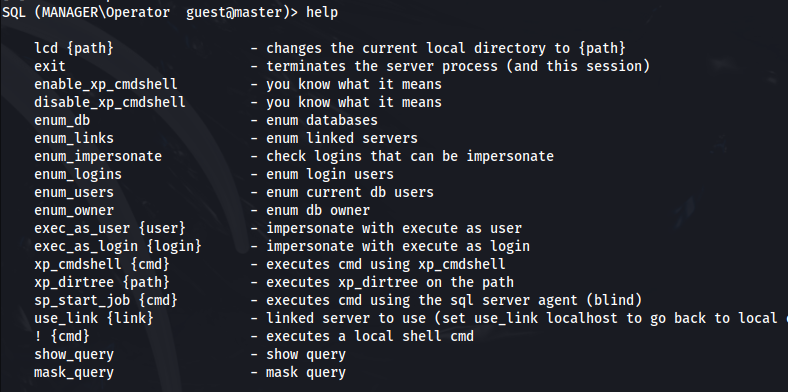 SQL (MANAGER\Operator  guest@master)> help
lcd {path}                 - changes the current local directory to {path}
exit                       - terminates the server process (and this session)
enable_xp_cmdshell         - you know what it means
disable_xp_cmdshell        - you know what it means
enum_db                    - enum databases
enum_links                 - enum linked servers
enum_impersonate           - check logins that can be impersonate
enum_logins                - enum login users
enum_users                 - enum current db users
enum_owner                 - enum db owner
exec_as_user {user}        - impersonate with execute as user
exec_as_login {login}      - impersonate with execute as login
xp_cmdshell {cmd}          - executes cmd using xp_cmdshell
xp_dirtree {path}          - executes xp_dirtree on the path
sp_start_job {cmd}         - executes cmd using the sql server agent (blind)
use_link {link}            - linked server to use (set use_link localhost to go back to local
! {cmd}                    - executes a local shell cmd
show_query                 - show query
mask_query                 - mask query